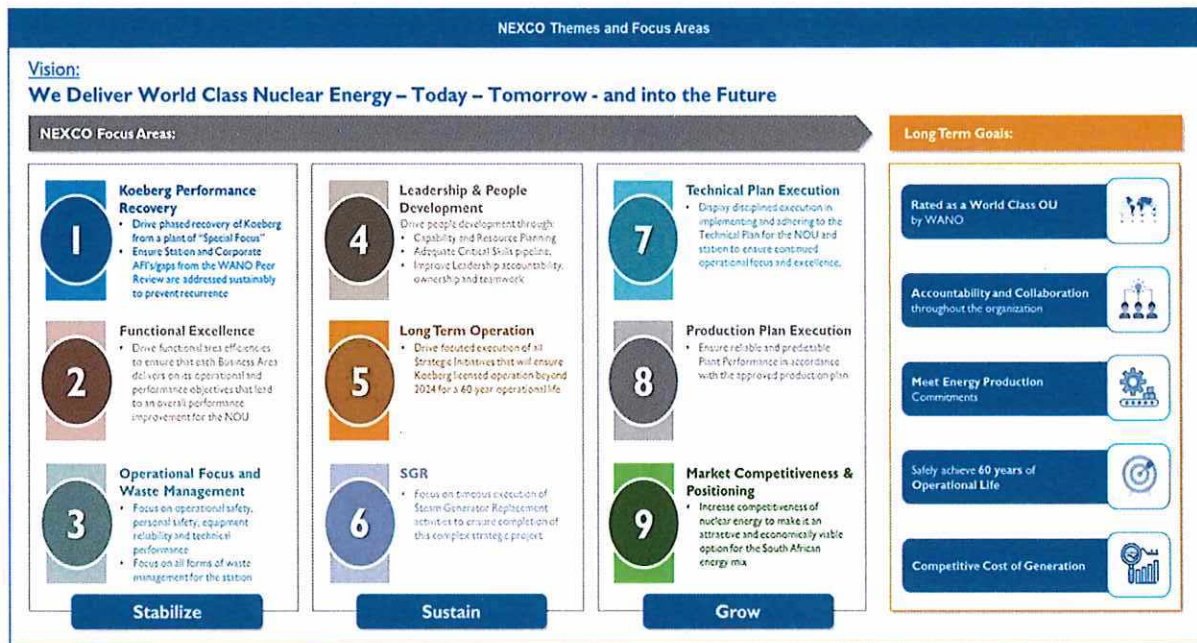 NEXCO Themes and Focus Areas
Vision:
We Deliver World Class Nuclear Energy – Today – Tomorrow - and into the Future
NEXCO Focus Areas:
Long Term Goals:
1
Koeberg Performance
Recovery
• Drive phased recovery of Koeberg
from a plant of "Special Focus"
• Ensure Station and Corporate
AFI's/gaps from the WANO Peer
Review are addressed sustainably
to prevent recurrence
2
Functional Excellence
• Drive functional area efficiencies
to ensure that each Business Area
delivers on its operational and
performance objectives that lead
to an overall performance
improvement for the NOU
3
Operational Focus and
Waste Management
• Focus on operational safety,
personal safety, equipment
reliability and technical
performance
• Focus on all forms of waste
management for the station
Stabilize
4
Leadership & People
Development
Drive people development through:
• Capability and Resource Planning
• Adequate Critical Skills pipeline,
• Improve Leadership accountability,
ownership and teamwork
5
Long Term Operation
• Drive focused execution of all
Strategic Initiatives that will ensure
Koeberg licensed operation beyond
2024 for a 60 year operational life
6
SGR
• Focus on timeous execution of
Steam Generator Replacement
activities to ensure completion of
this complex strategic project
Sustain
7
Technical Plan Execution
• Display disciplined execution in
implementing and adhering to the
Technical Plan for the NOU and
station to ensure continued
operational focus and excellence.
8
Production Plan Execution
• Ensure reliable and predictable
Plant Performance in accordance
with the approved production plan
9
Market Competitiveness &
Positioning
• Increase competitiveness of
nuclear energy to make it an
attractive and economically viable
option for the South African
energy mix
Grow
Rated as a World Class OU
by WANO
Accountability and Collaboration
throughout the organization
Meet Energy Production
Commitments
Safely achieve 60 years of
Operational Life
Competitive Cost of Generation